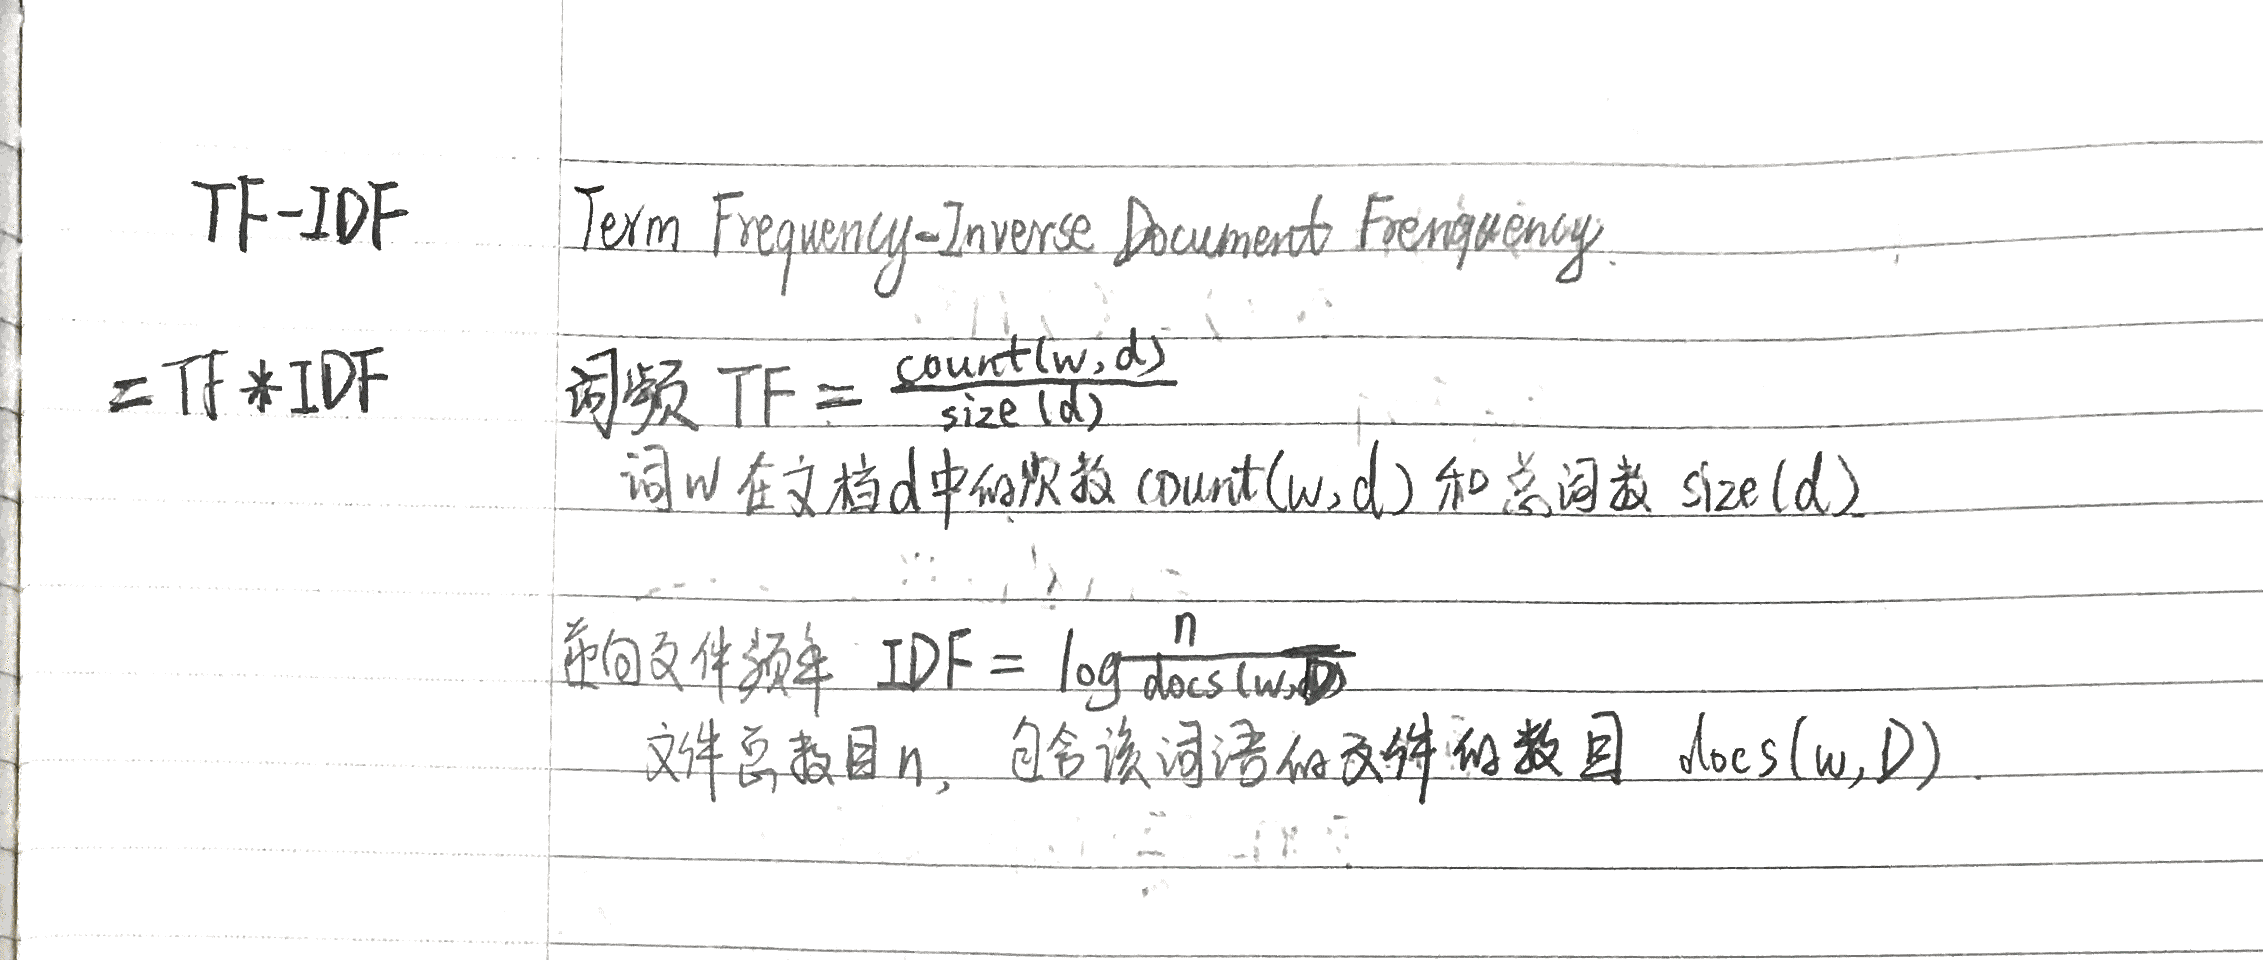 TF-IDF Term Frequency-Inverse Document Frenquency.
=TF*IDF 词频 TF = count(w,d) / size(d)
词w在文档d中的次数 count(w,d) 和总词数 size(d)
逆向文件频率 IDF = log n / docs(w,D)
文件总数目n, 包含该词语的文件的数目 docs(w,D).